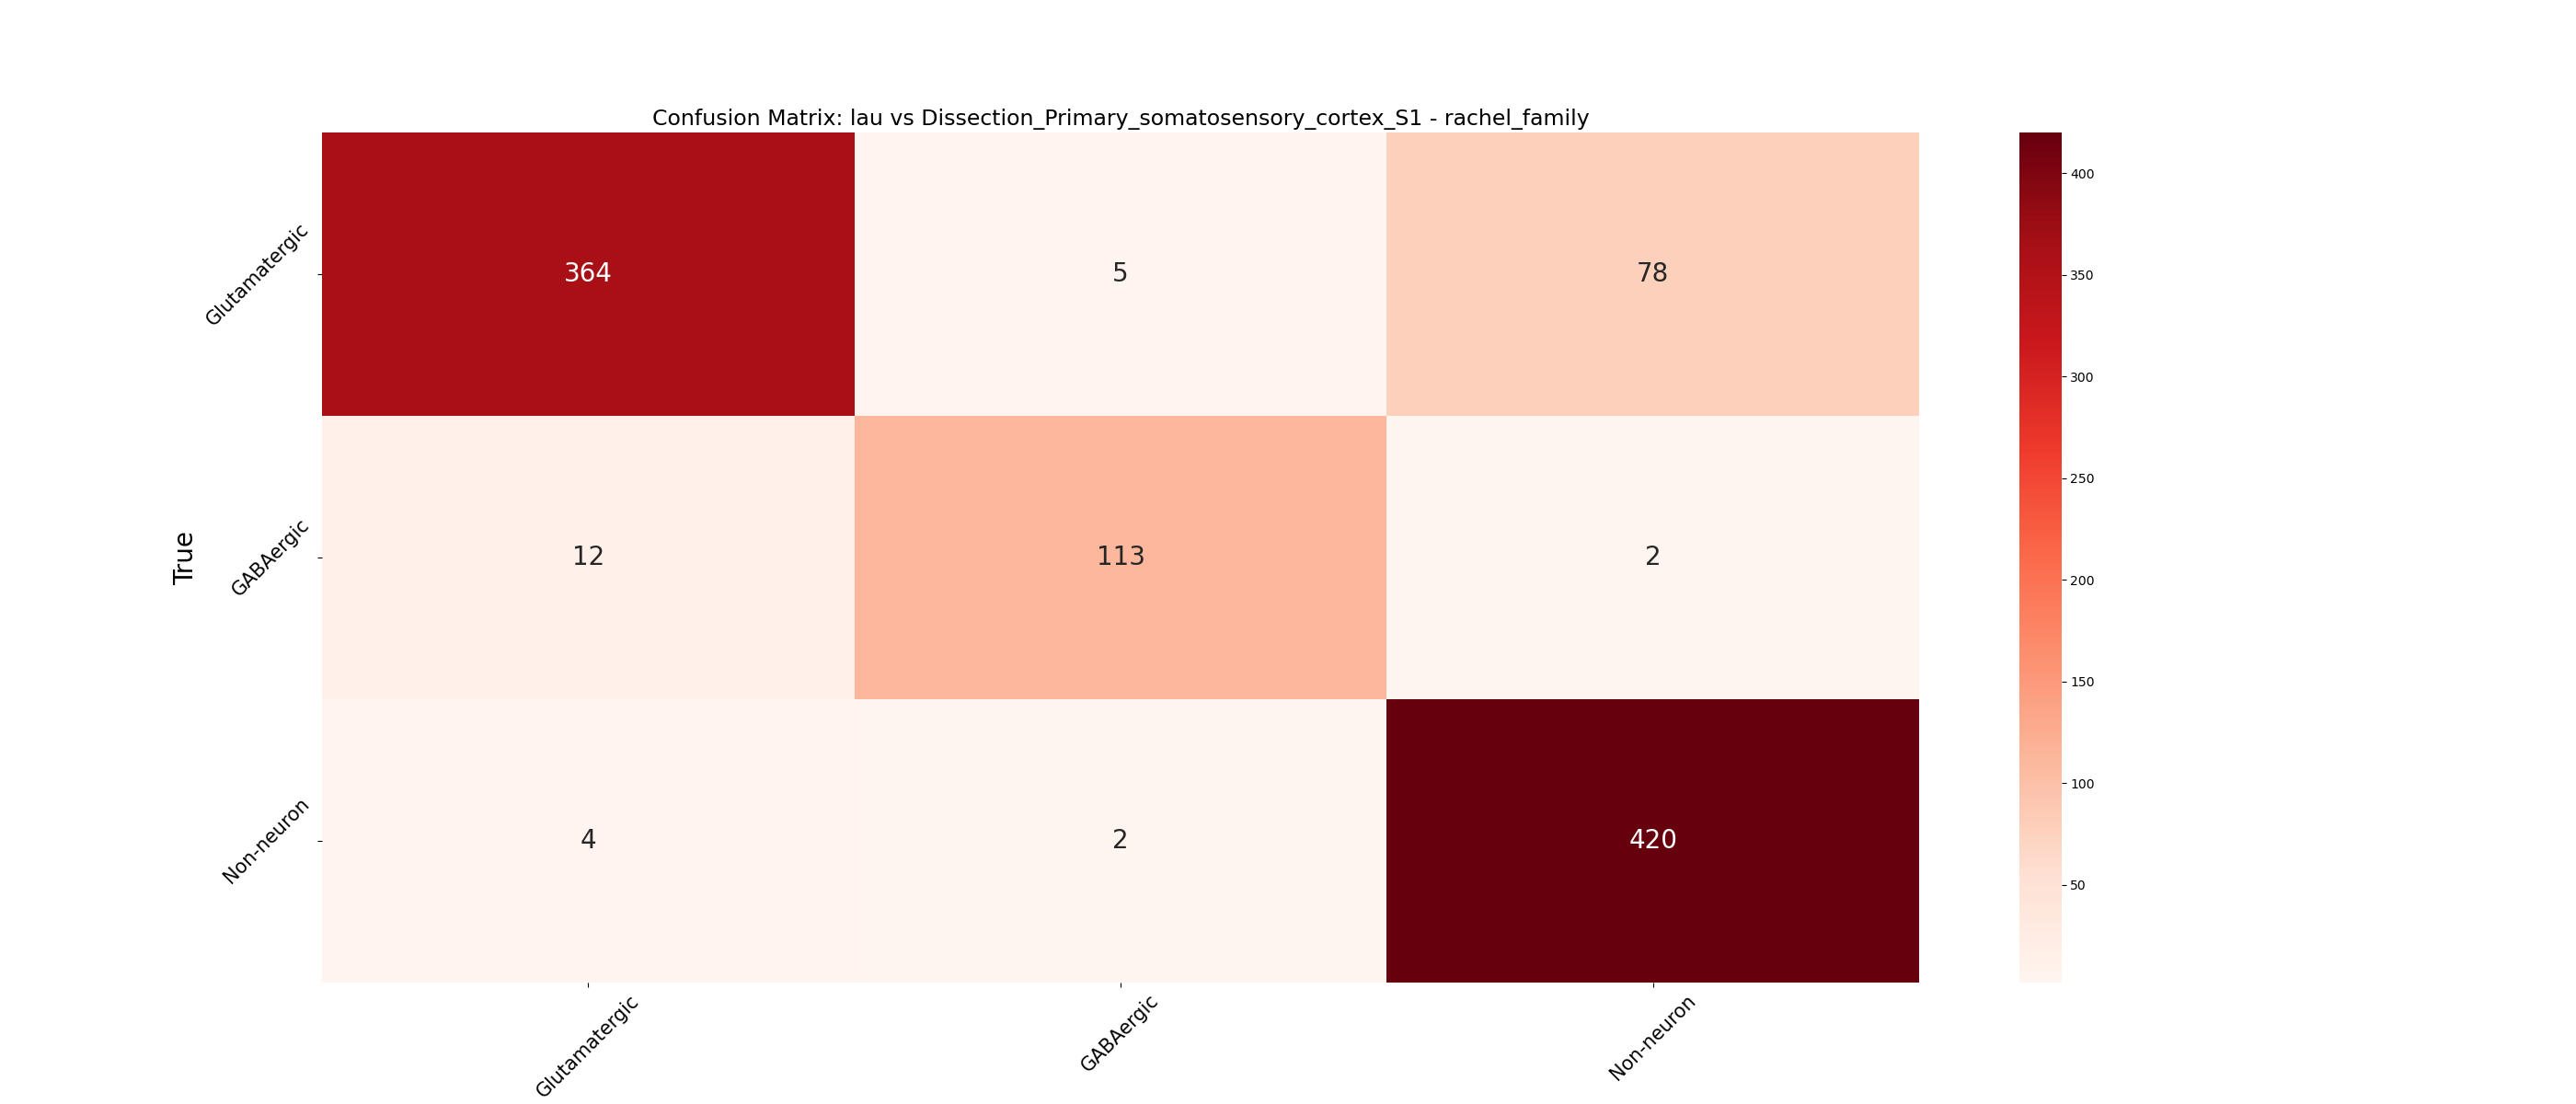 Confusion Matrix: lau vs Dissection_Primary_somatosensory_cortex_S1 - rachel_family
True
Glutamatergic
364
5
78
GABAergic
12
113
2
Non-neuron
4
2
420
Glutamatergic
GABAergic
Non-neuron
400
350
300
250
200
150
100
50